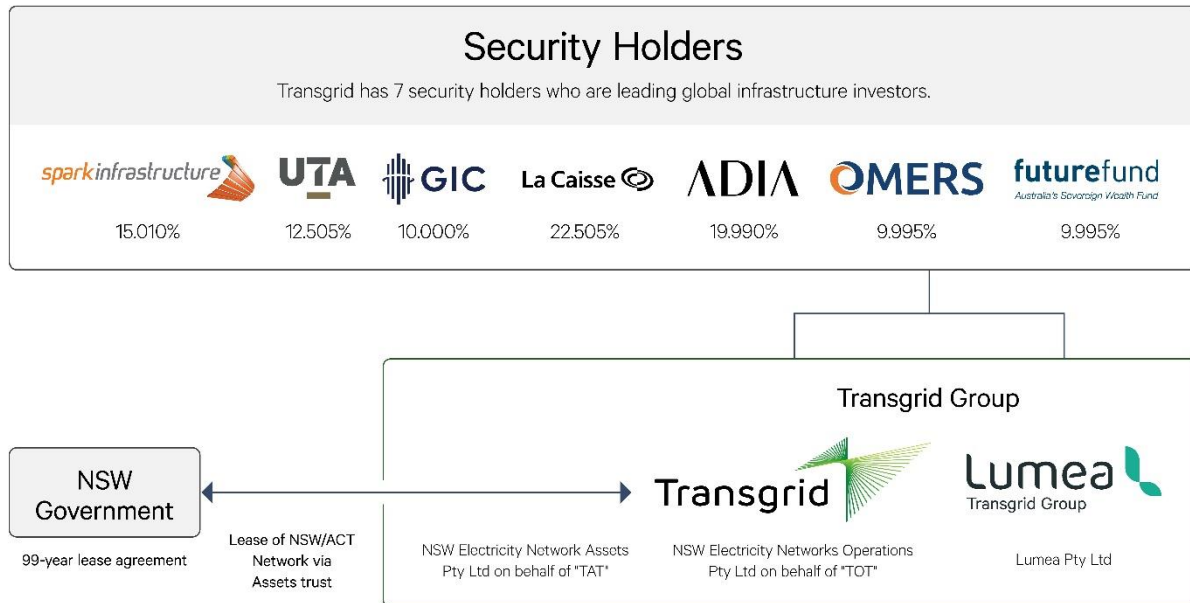 Security Holders
Transgrid has 7 security holders who are leading global infrastructure investors.
sparkinfrastructure
UTA
GIC
La Caisse
ADIA
OMERS
futurefund
Australia's Sovereign Wealth Fund
15.010%
12.505%
10.000%
22.505%
19.990%
9.995%
9.995%
Transgrid Group
NSW
Government
99-year lease agreement
Lease of NSW/ACT
Network via
Assets trust
Transgrid
Lumea
Transgrid Group
NSW Electricity Network Assets
Pty Ltd on behalf of "TAT"
NSW Electricity Networks Operations
Pty Ltd on behalf of "TOT"
Lumea Pty Ltd